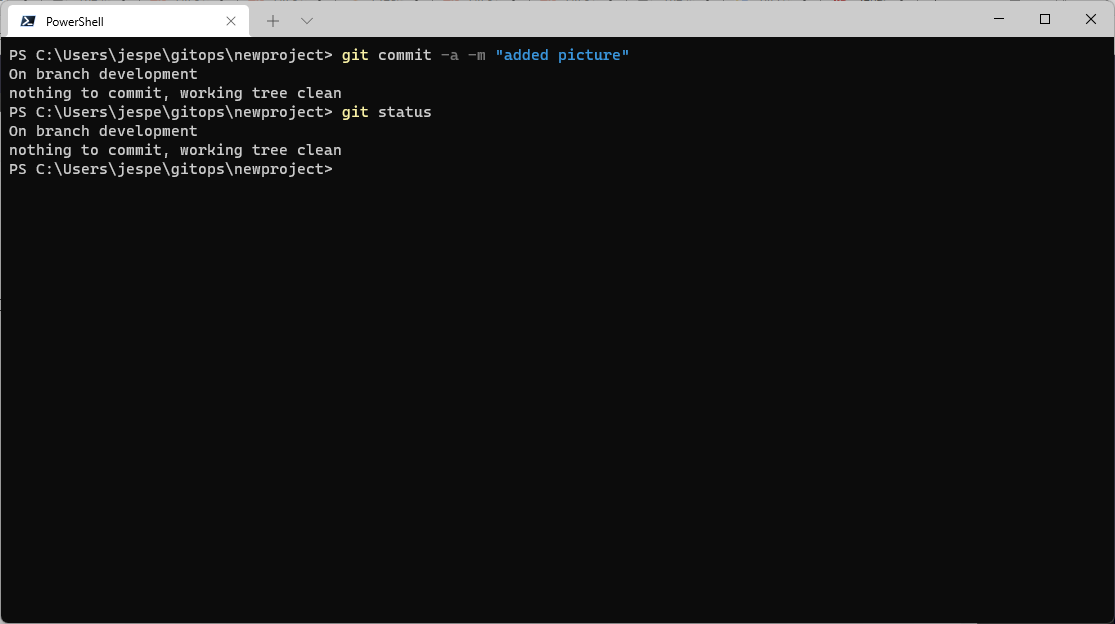 PowerShell
PS C:\Users\jespe\gitops\newproject> git commit -a -m "added picture"
On branch development
nothing to commit, working tree clean
PS C:\Users\jespe\gitops\newproject> git status
On branch development
nothing to commit, working tree clean
PS C:\Users\jespe\gitops\newproject>